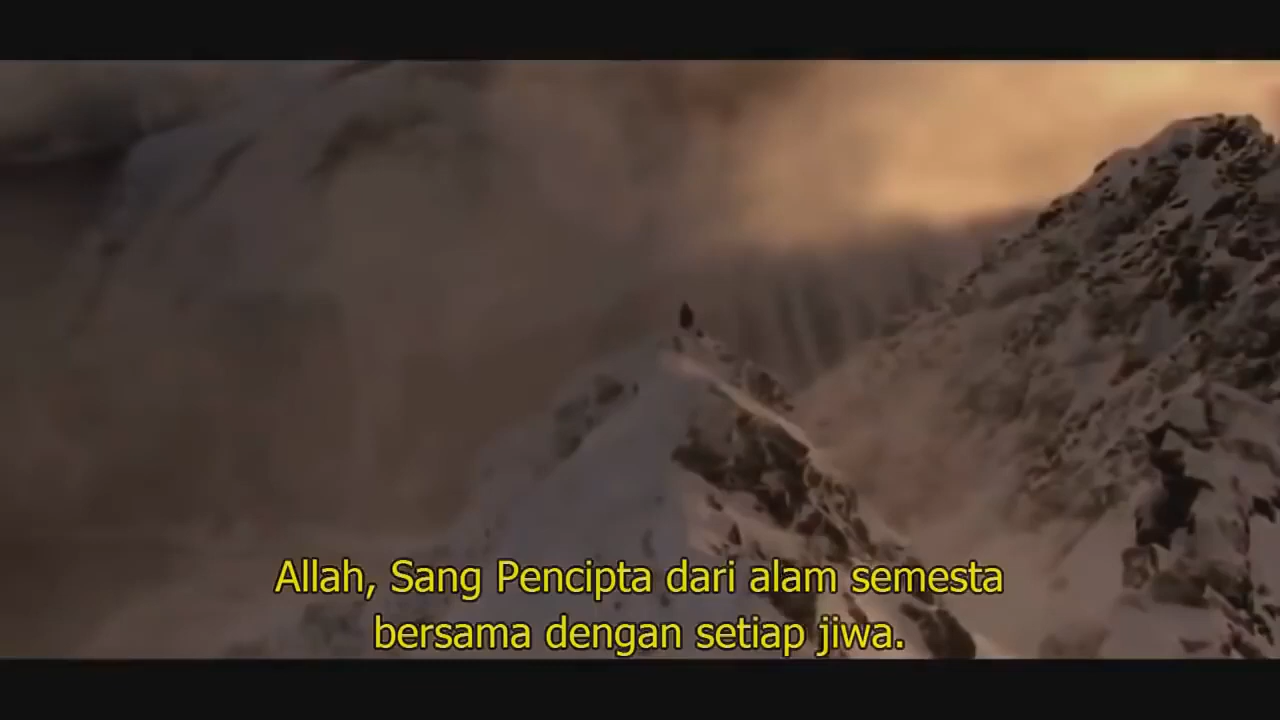 Allah, Sang Pencipta dari alam semesta
bersama dengan setiap jiwa.